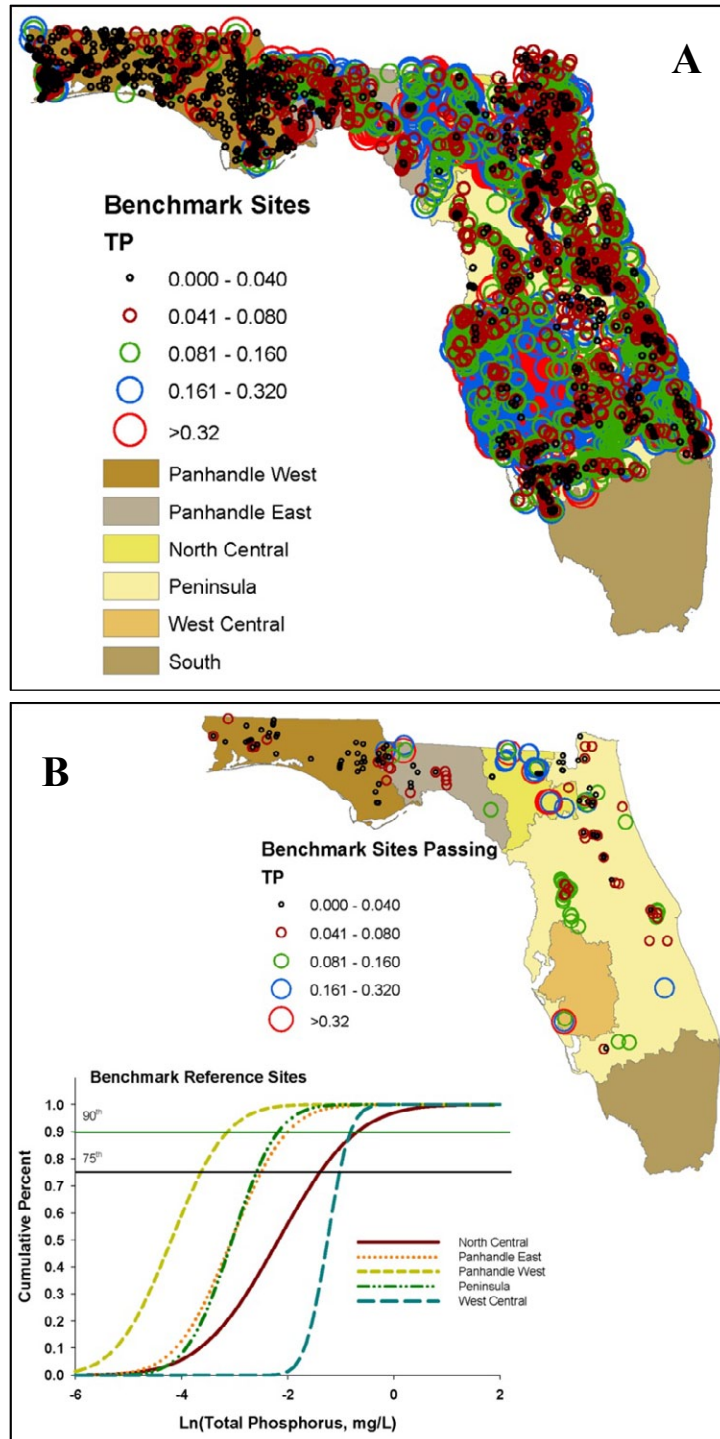 A
Benchmark Sites
TP
0.000 - 0.040
0.041 - 0.080
0.081 - 0.160
0.161 - 0.320
>0.32
Panhandle West
Panhandle East
North Central
Peninsula
West Central
South
B
Benchmark Sites Passing
TP
0.000 - 0.040
0.041 - 0.080
0.081 - 0.160
0.161 - 0.320
>0.32
Benchmark Reference Sites
1.0
90th
0.9
0.8
75th
0.7
0.6
0.5
0.4
0.3
0.2
0.1
0.0
Cumulative Percent
North Central
Panhandle East
Panhandle West
Peninsula
West Central
-6
-4
-2
0
2
Ln(Total Phosphorus, mg/L)